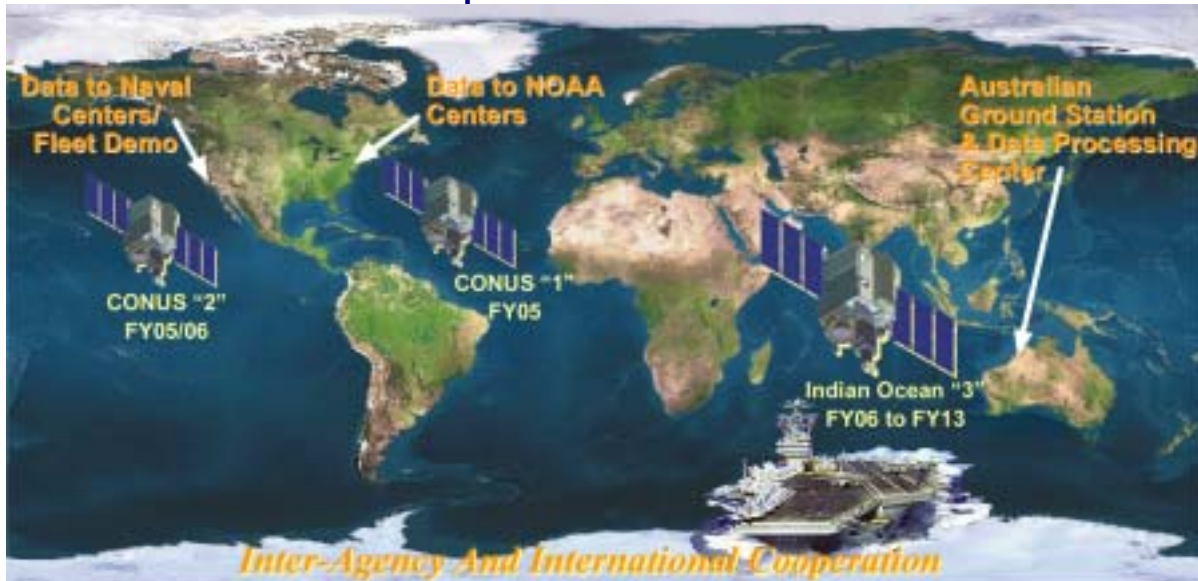 Data to Naval
Centers/
Fleet Demo
Data to NOAA
Centers
Australian
Ground Station
& Data Processing
Center
CONUS “2”
FY05/06
CONUS “1”
FY05
Indian Ocean “3”
FY06 to FY13
Inter-Agency And International Cooperation